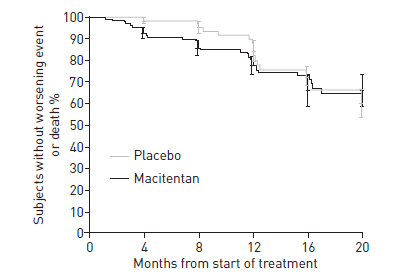 Subjects without worsening event
or death %
100
90
80
70
60
50
40
30
20
10
0
Placebo
Macitentan
0 4 8 12 16 20
Months from start of treatment